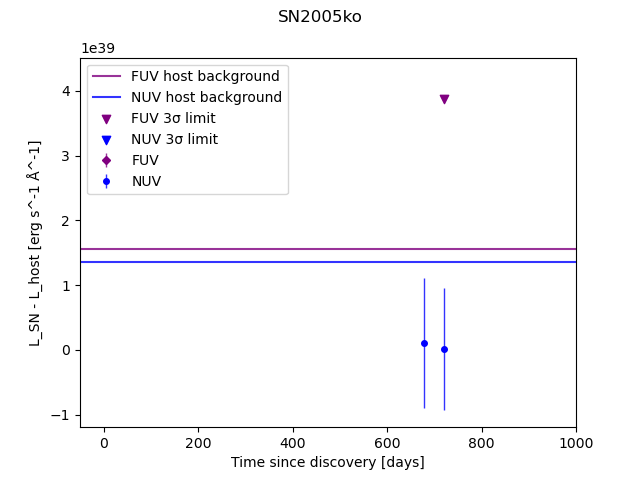 SN2005ko
1e39
FUV host background
NUV host background
FUV 3σ limit
NUV 3σ limit
FUV
NUV
4
3
2
1
0
−1
L_SN - L_host [erg s^-1 Å^-1]
0 200 400 600 800 1000
Time since discovery [days]